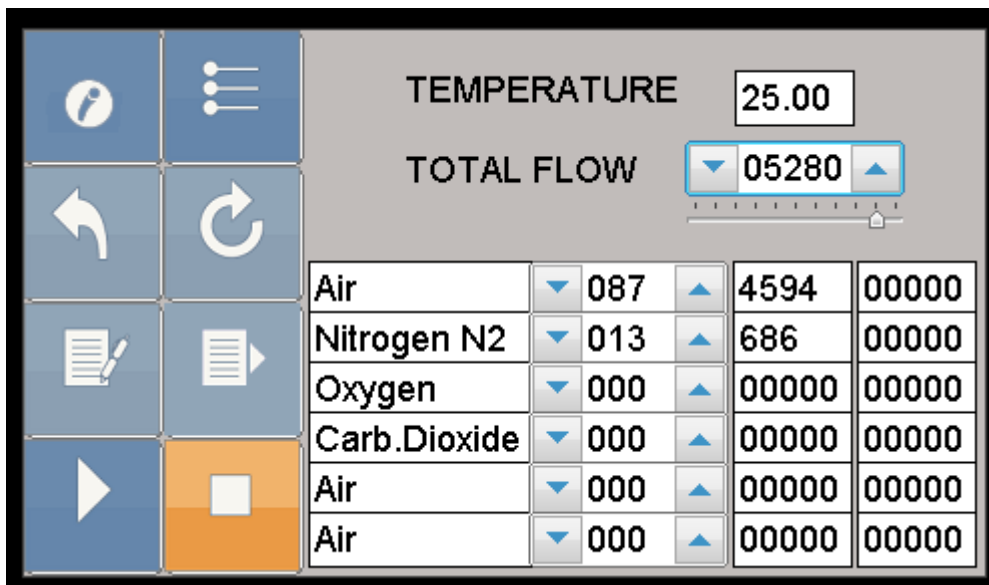 TEMPERATURE 25.00
TOTAL FLOW 05280
Air 087 4594 00000
Nitrogen N2 013 686 00000
Oxygen 000 00000 00000
Carb.Dioxide 000 00000 00000
Air 000 00000 00000
Air 000 00000 00000